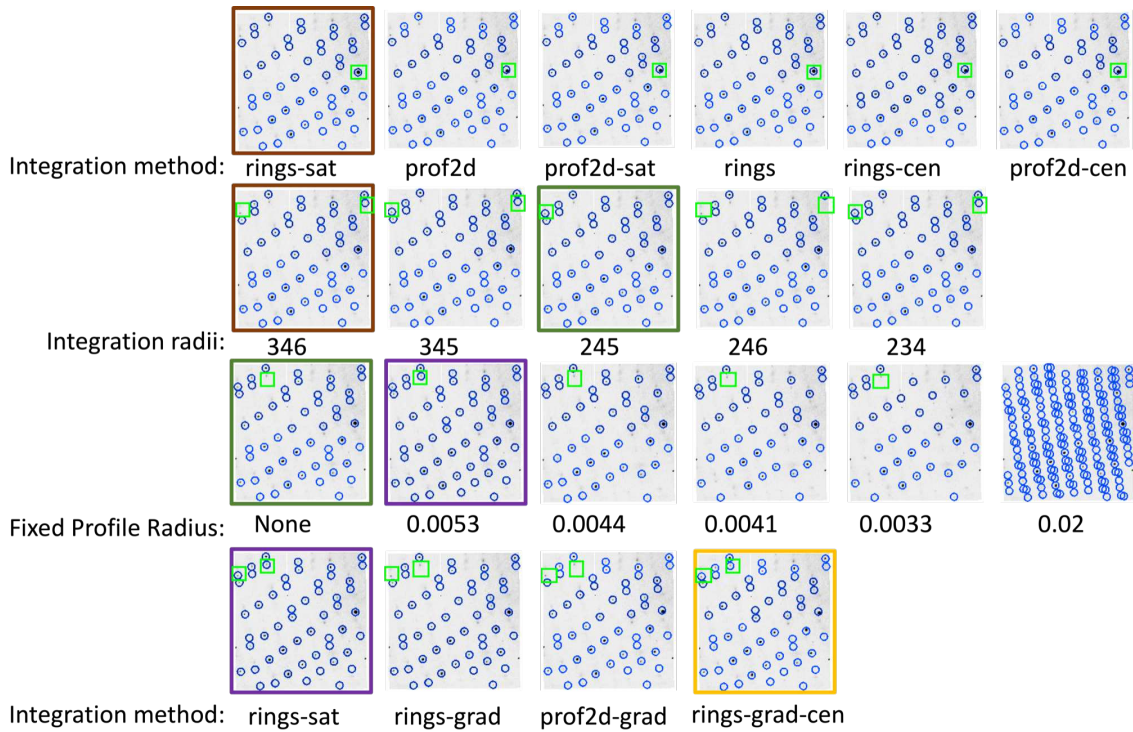 Integration method: rings-sat prof2d prof2d-sat rings rings-cen prof2d-cen
Integration radii: 346 345 245 246 234
Fixed Profile Radius: None 0.0053 0.0044 0.0041 0.0033 0.02
Integration method: rings-sat rings-grad prof2d-grad rings-grad-cen